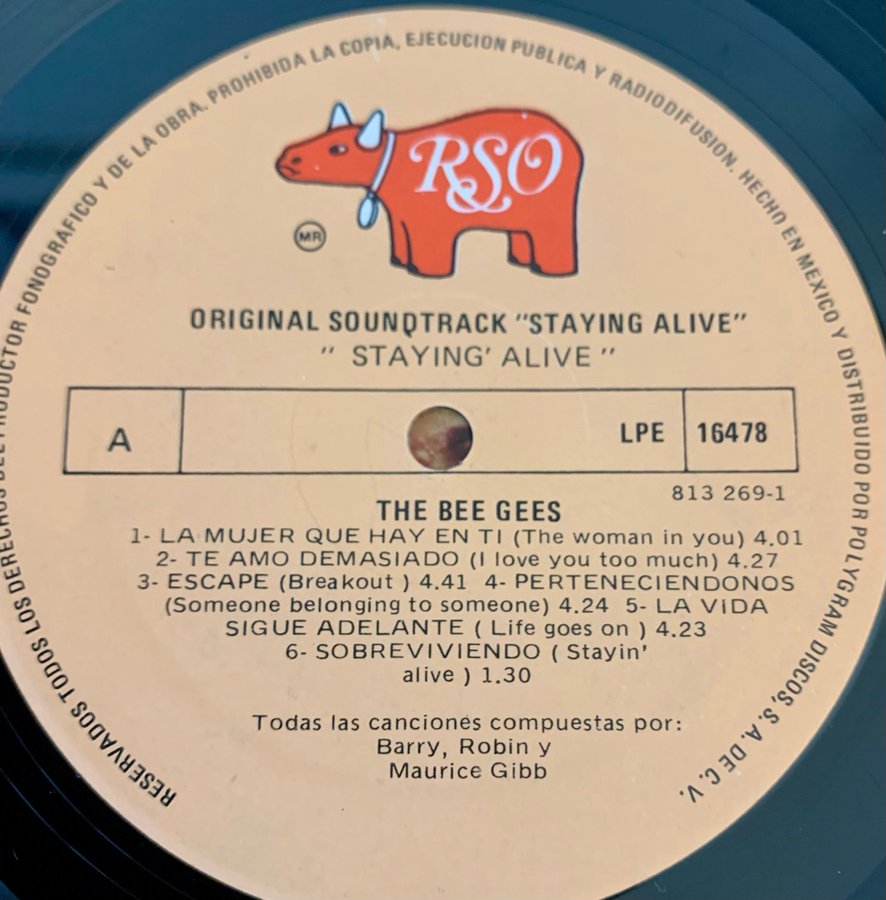 RESERVADOS TODOS LOS DERECHOS DEL PRODUCTOR FONOGRAFICO Y DE LA OBRA. PROHIBIDA LA COPIA, EJECUCION PUBLICA Y RADIODIFUSION. HECHO EN MEXICO Y DISTRIBUIDO POR POLYGRAM DISCOS, S. A. DE C. V.
RSO
MR
ORIGINAL SOUNDTRACK "STAYING ALIVE"
" STAYING' ALIVE "
A LPE 16478
813 269-1
THE BEE GEES
1- LA MUJER QUE HAY EN TI (The woman in you) 4.01
2- TE AMO DEMASIADO (I love you too much) 4.27
3- ESCAPE (Breakout ) 4.41 4- PERTENECIENDONOS
(Someone belonging to someone) 4.24 5- LA VIDA
SIGUE ADELANTE ( Life goes on ) 4.23
6- SOBREVIVIENDO ( Stayin'
alive ) 1.30
Todas las canciones compuestas por:
Barry, Robin y
Maurice Gibb